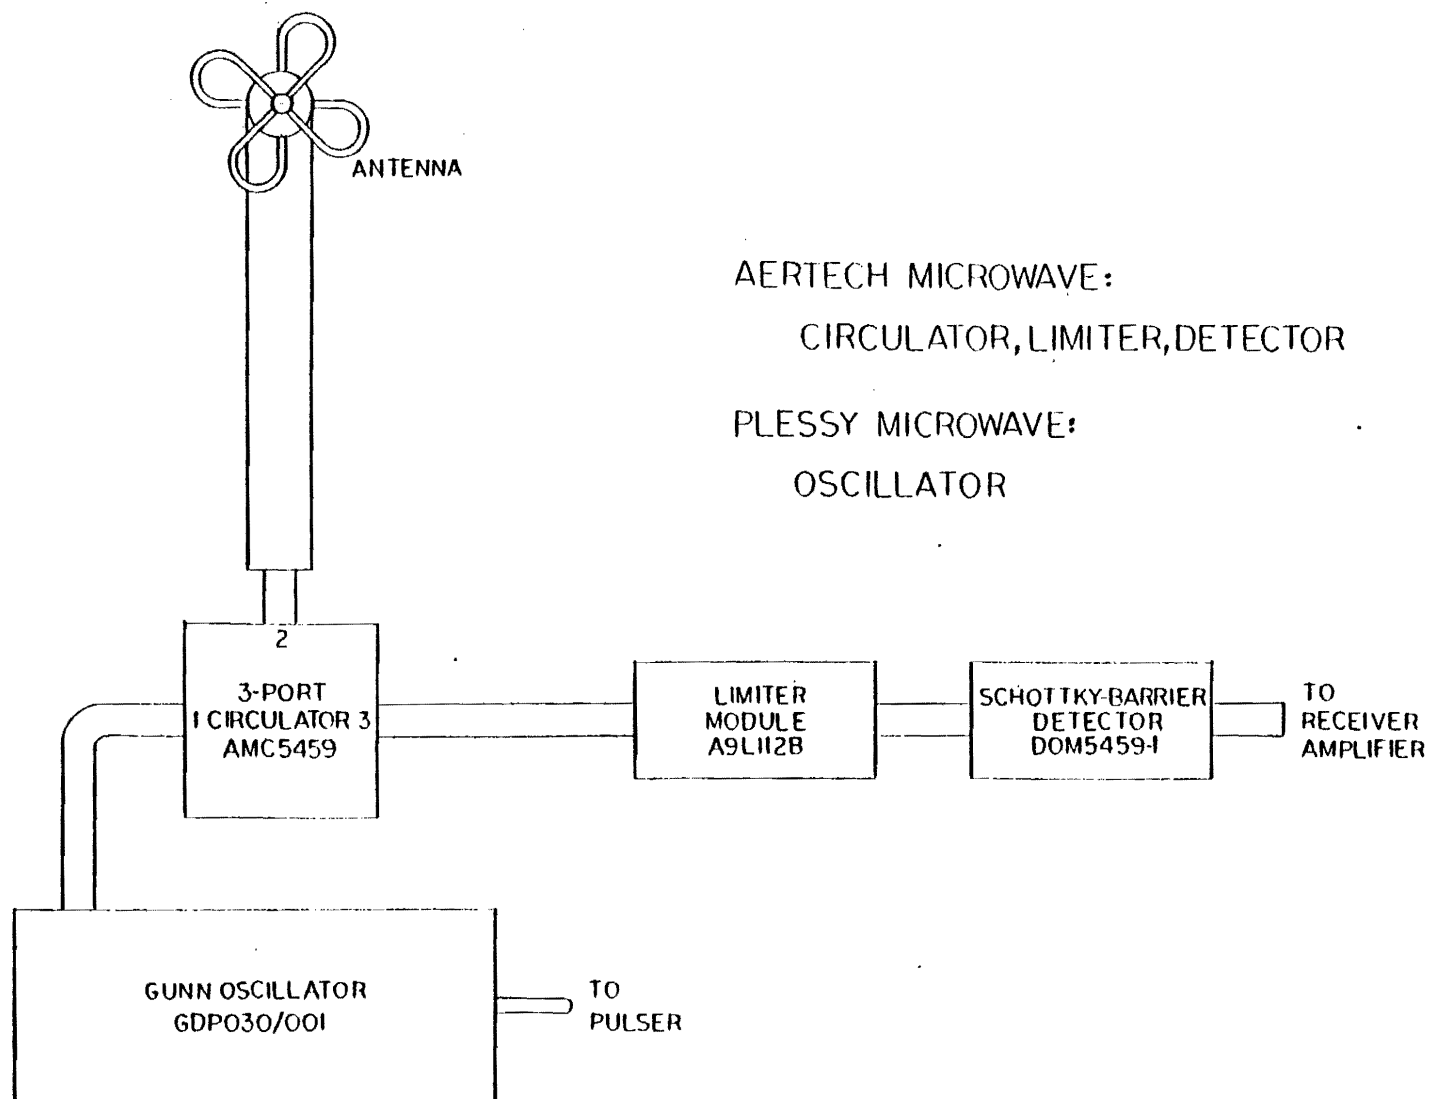 ANTENNA
AERTECH MICROWAVE:
CIRCULATOR, LIMITER, DETECTOR
PLESSY MICROWAVE:
OSCILLATOR
2
3-PORT
1 CIRCULATOR 3
AMC5459
LIMITER
MODULE
A9L112B
SCHOTTKY-BARRIER
DETECTOR
DOM5459-1
TO
RECEIVER
AMPLIFIER
GUNN OSCILLATOR
GDP030/001
TO
PULSER